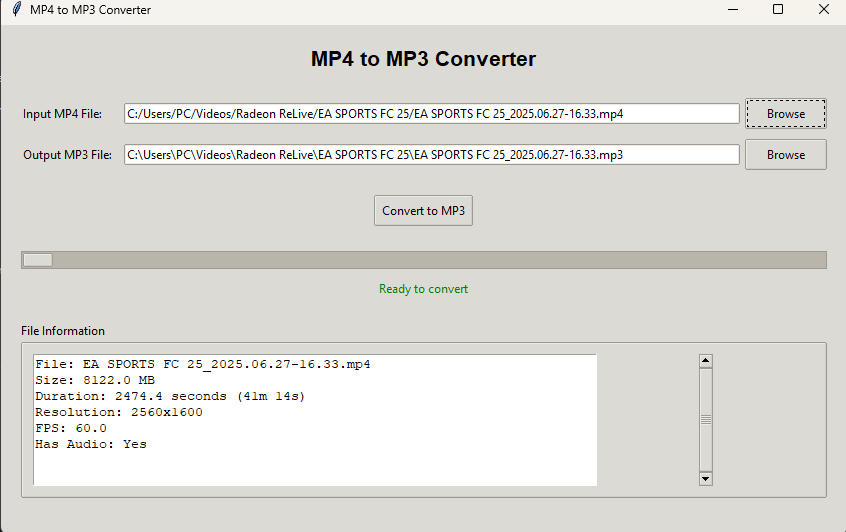 MP4 to MP3 Converter
MP4 to MP3 Converter
Input MP4 File: C:/Users/PC/Videos/Radeon ReLive/EA SPORTS FC 25/EA SPORTS FC 25_2025.06.27-16.33.mp4 Browse
Output MP3 File: C:\Users\PC\Videos\Radeon ReLive\EA SPORTS FC 25\EA SPORTS FC 25_2025.06.27-16.33.mp3 Browse
Convert to MP3
Ready to convert
File Information
File: EA SPORTS FC 25_2025.06.27-16.33.mp4
Size: 8122.0 MB
Duration: 2474.4 seconds (41m 14s)
Resolution: 2560x1600
FPS: 60.0
Has Audio: Yes